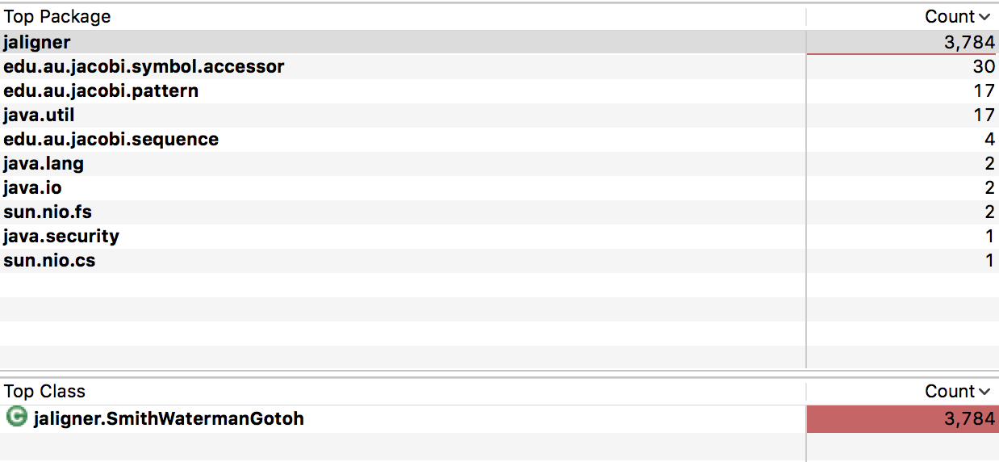 Top Package Count
jaligner 3,784
edu.au.jacobi.symbol.accessor 30
edu.au.jacobi.pattern 17
java.util 17
edu.au.jacobi.sequence 4
java.lang 2
java.io 2
sun.nio.fs 2
java.security 1
sun.nio.cs 1
Top Class Count
C jaligner.SmithWatermanGotoh 3,784